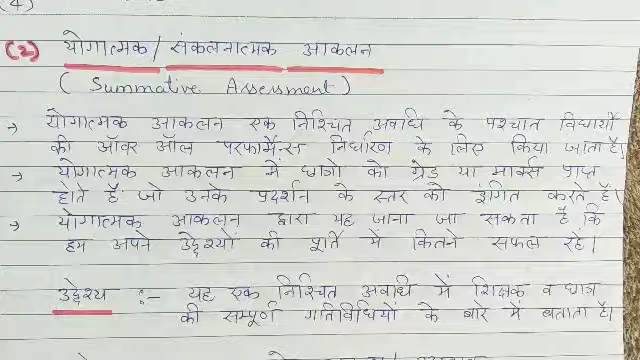 (4)
(2) योगात्मक / संकलनात्मक आकलन
( Summative Assessment )
→ योगात्मक आकलन एक निश्चित अवधि के पश्चात विद्यार्थी
की ऑवर ऑल परफार्मेन्स निर्धारण के लिए किया जाता है।
→ योगात्मक आकलन में छात्रों को ग्रेड या मार्क्स प्राप्त
होते हैं जो उनके प्रदर्शन के स्तर को इंगित करते हैं।
→ योगात्मक आकलन द्वारा यह जाना जा सकता है कि
हम अपने उद्देश्यों की पूर्ति में कितने सफल रहें।
उद्देश्य :- यह एक निश्चित अवधि में शिक्षक व छात्र
की सम्पूर्ण गतिविधियों के बारे में बताता है।